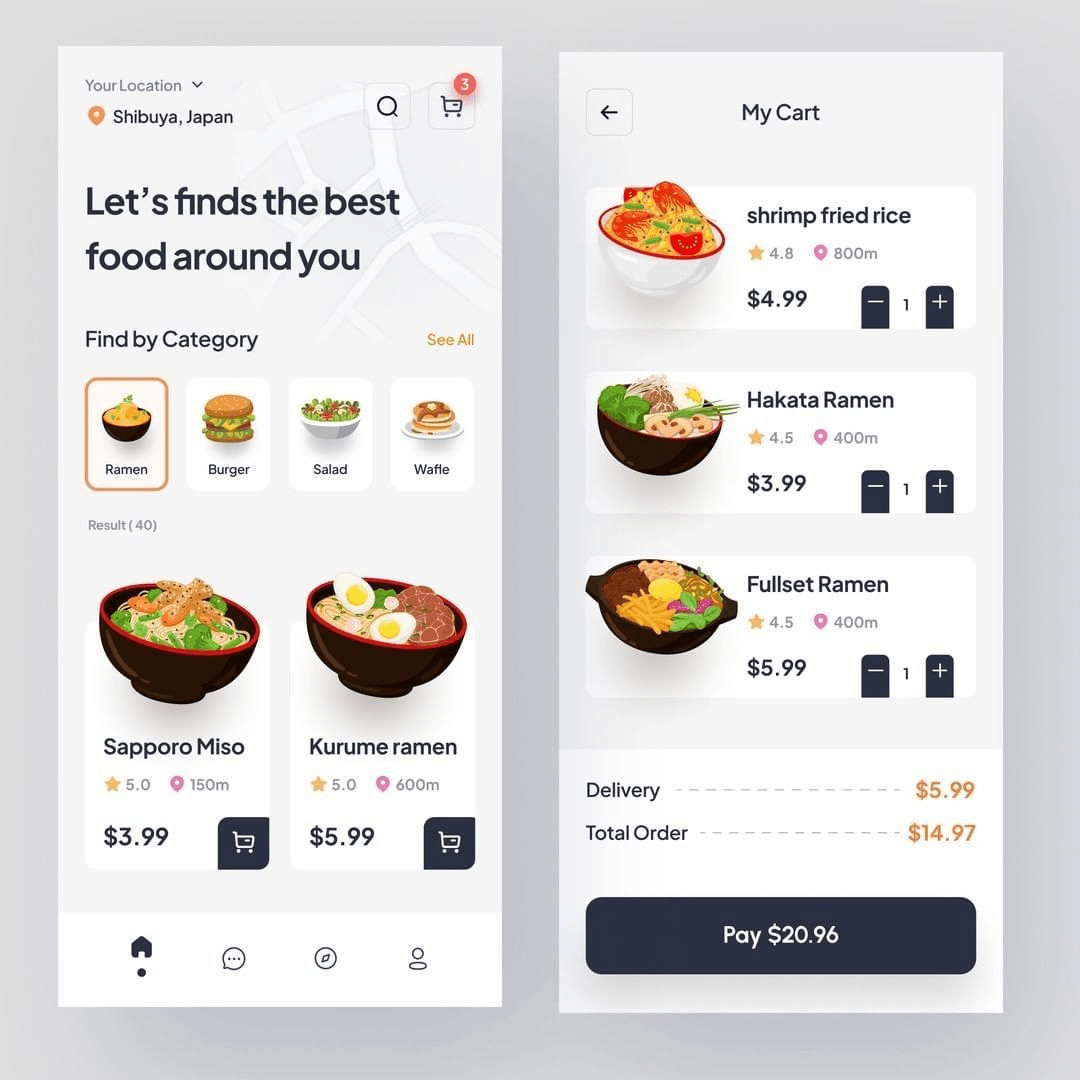 Your Location
Shibuya, Japan
3
Let's finds the best
food around you
Find by Category
See All
Ramen
Burger
Salad
Wafle
Result ( 40)
Sapporo Miso
5.0 150m
$3.99
Kurume ramen
5.0 600m
$5.99
My Cart
shrimp fried rice
4.8 800m
$4.99
1
Hakata Ramen
4.5 400m
$3.99
1
Fullset Ramen
4.5 400m
$5.99
1
Delivery $5.99
Total Order $14.97
Pay $20.96